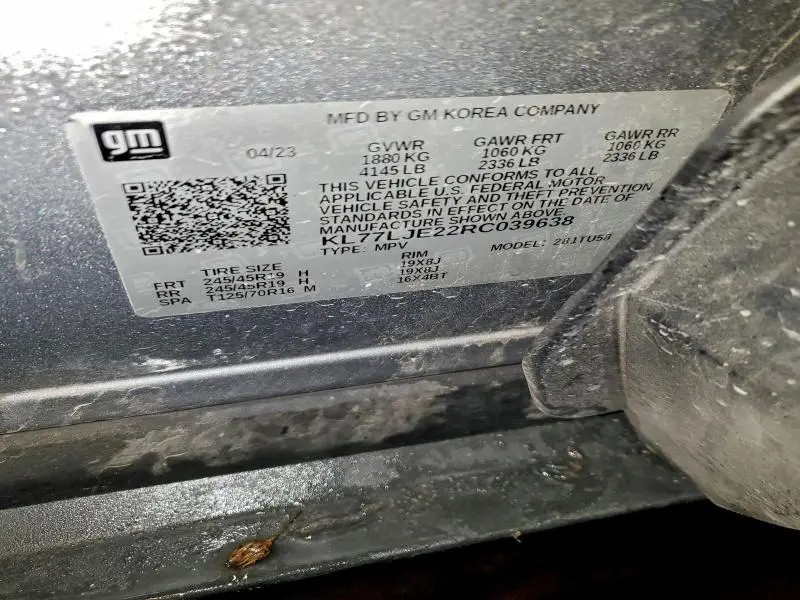 MFD BY GM KOREA COMPANY
gm
04/23
GVWR GAWR FRT GAWR RR
1880 KG 1060 KG 1060 KG
4145 LB 2336 LB 2336 LB
THIS VEHICLE CONFORMS TO ALL
APPLICABLE U.S. FEDERAL MOTOR
VEHICLE SAFETY AND THEFT PREVENTION
STANDARDS IN EFFECT ON THE DATE OF
MANUFACTURE SHOWN ABOVE.
KL77LJE22RC039638
TYPE: MPV MODEL: 2B1TU58
TIRE SIZE RIM
FRT 245/45R19 H 19X8J
RR 245/45R19 H 19X8J
SPA T125/70R16 M 16X4BT